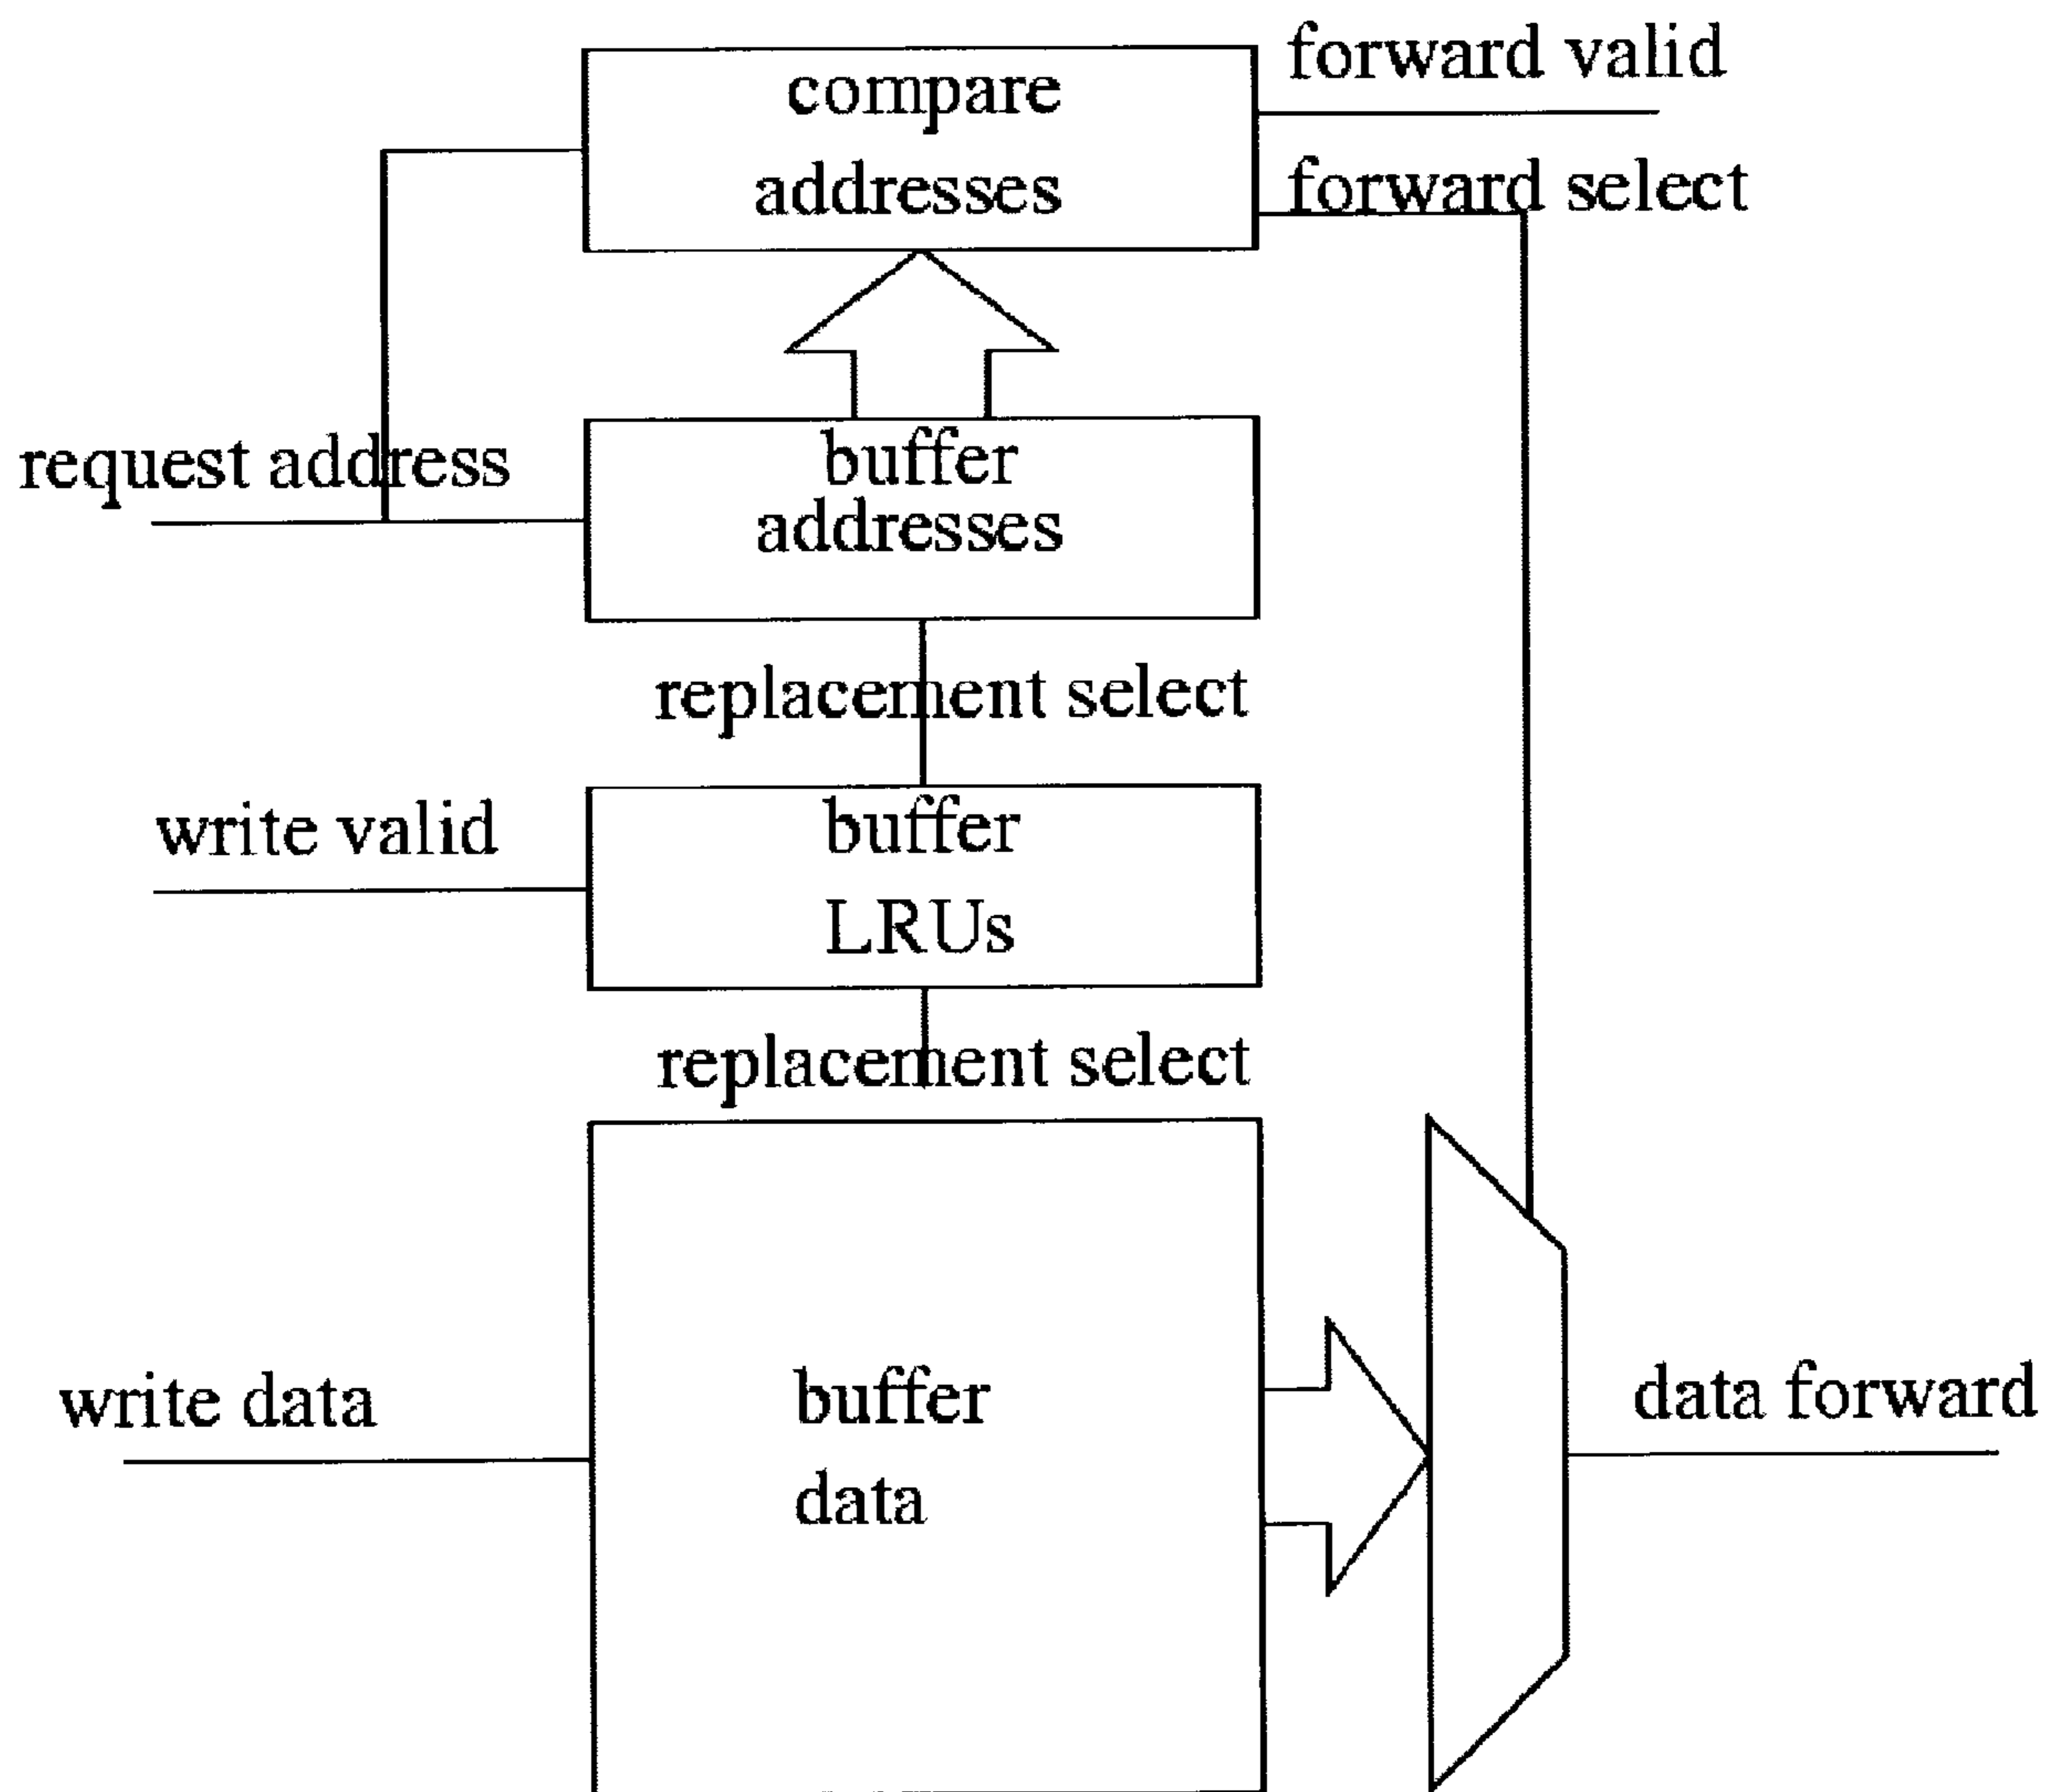 forward valid
compare
addresses
forward select
request address
buffer
addresses
replacement select
write valid
buffer
LRUs
replacement select
write data
buffer
data
data forward